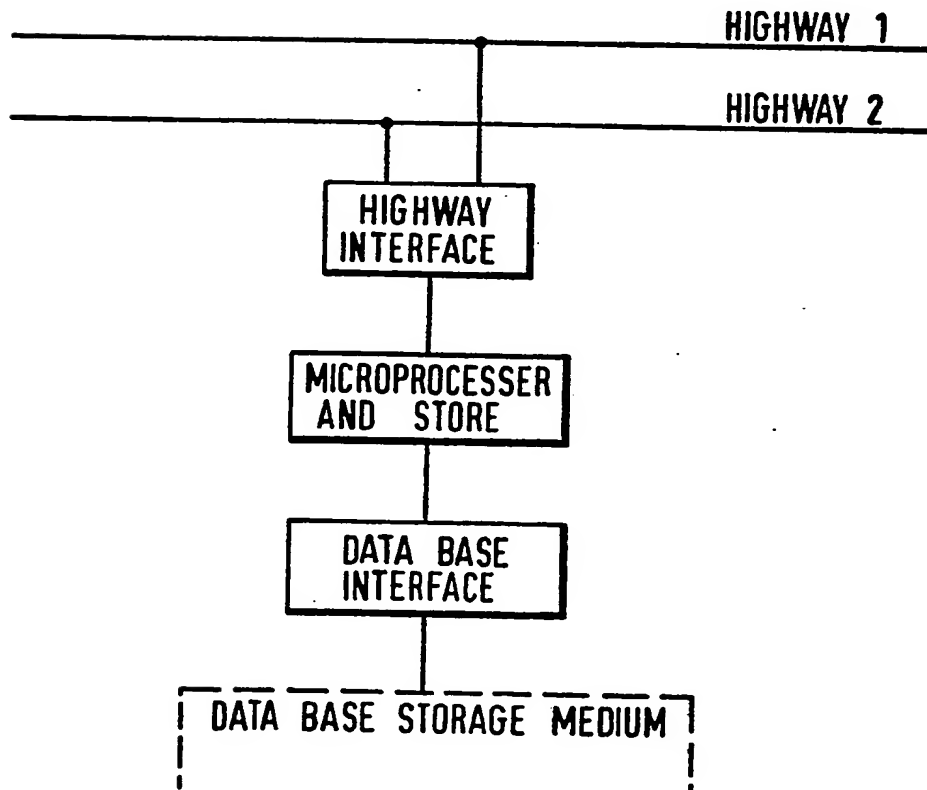 HIGHWAY 1
HIGHWAY 2
HIGHWAY
INTERFACE
MICROPROCESSER
AND STORE
DATA BASE
INTERFACE
DATA BASE STORAGE MEDIUM